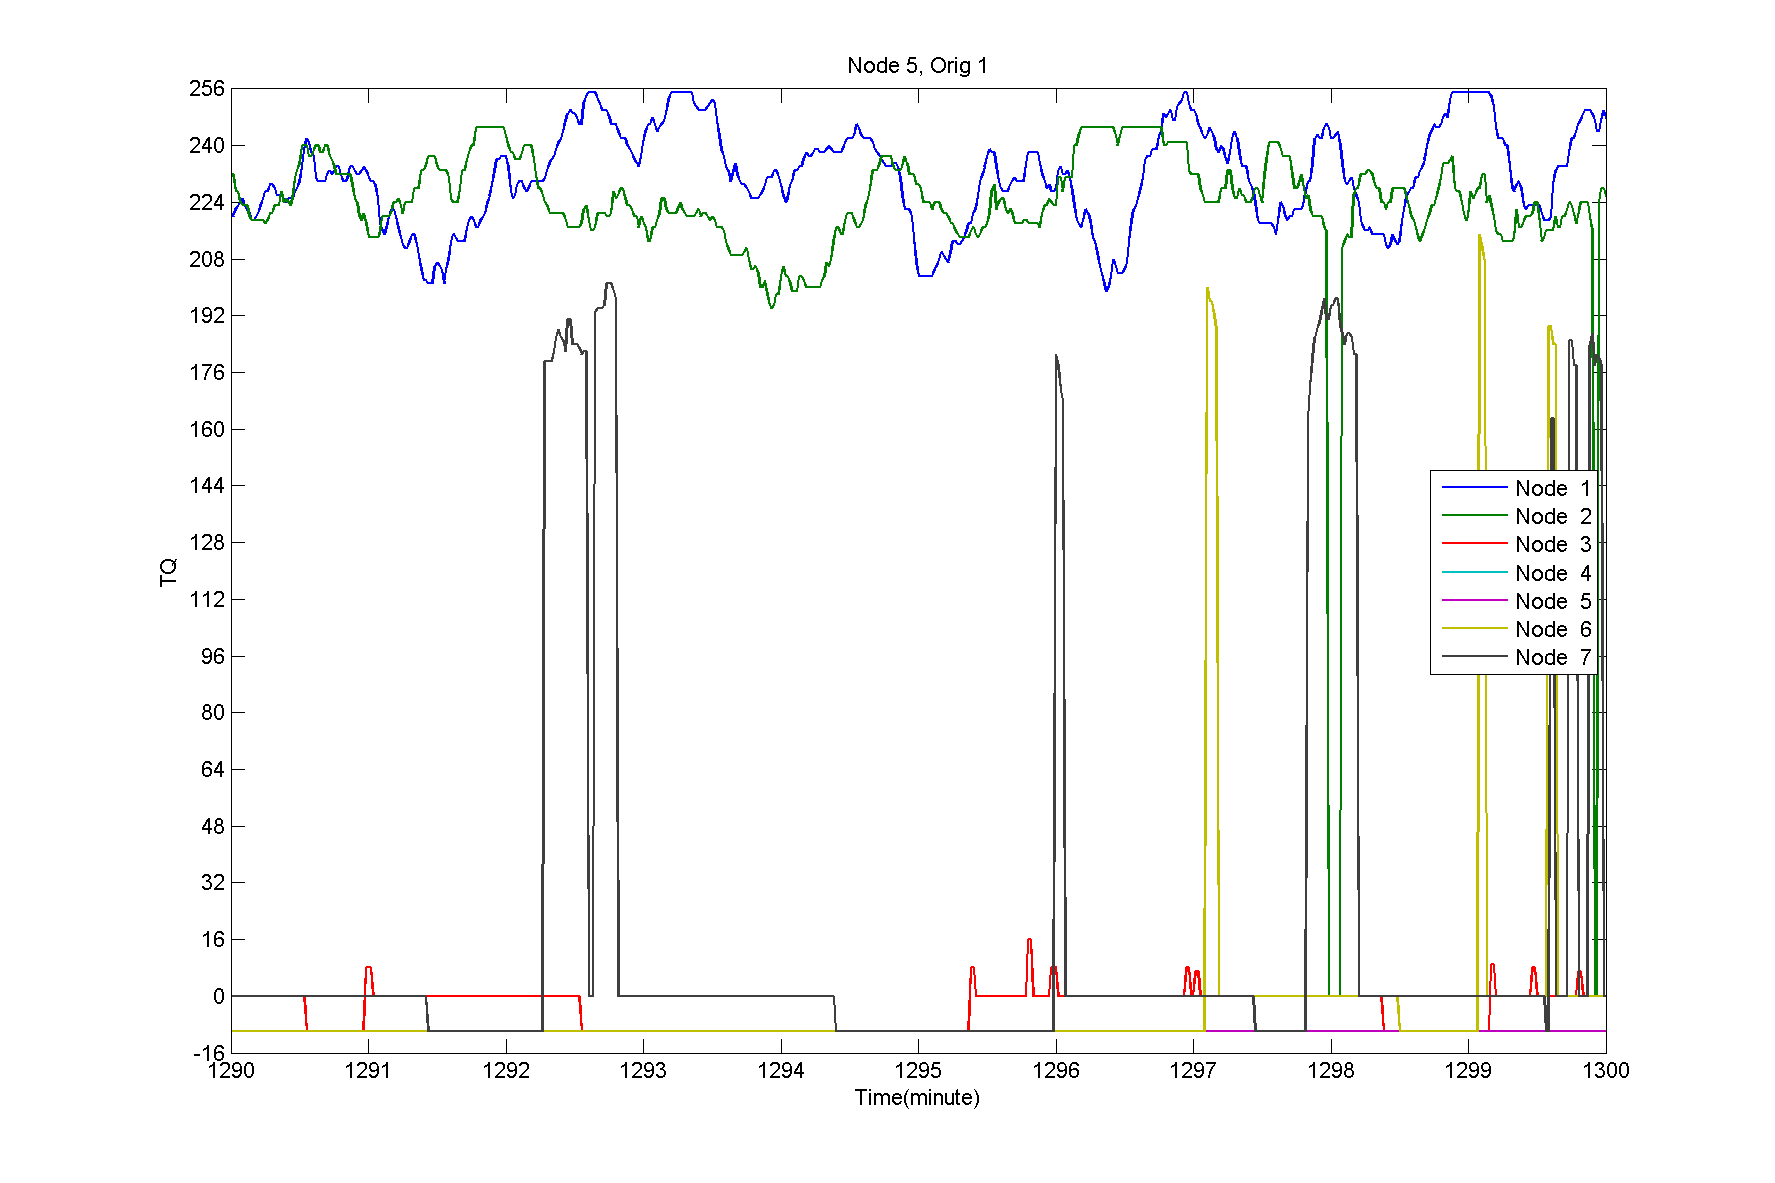 Node 5, Orig 1
256
240
224
208
192
176
160
144
128
112
96
80
64
48
32
16
0
-16
TQ
Node 1
Node 2
Node 3
Node 4
Node 5
Node 6
Node 7
1290 1291 1292 1293 1294 1295 1296 1297 1298 1299 1300
Time(minute)